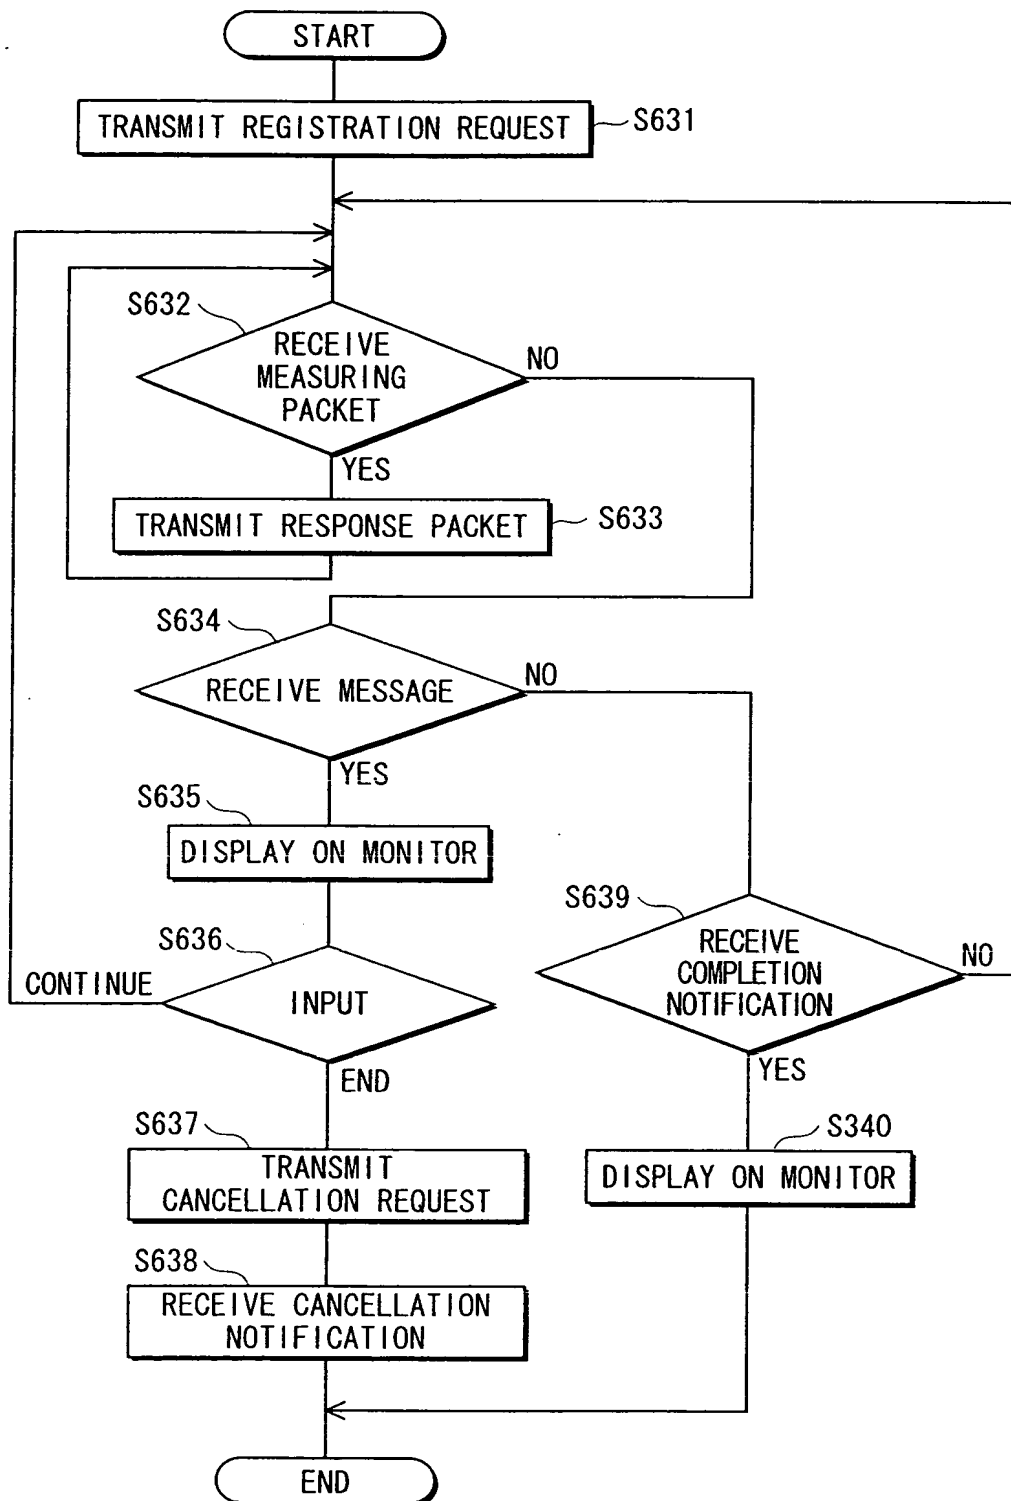 START
TRANSMIT REGISTRATION REQUEST
S631
S632
RECEIVE
MEASURING
PACKET
NO
YES
TRANSMIT RESPONSE PACKET
S633
S634
RECEIVE MESSAGE
NO
YES
S635
DISPLAY ON MONITOR
S639
RECEIVE
COMPLETION
NOTIFICATION
NO
S636
CONTINUE
INPUT
END
YES
S637
TRANSMIT
CANCELLATION REQUEST
S340
DISPLAY ON MONITOR
S638
RECEIVE CANCELLATION
NOTIFICATION
END